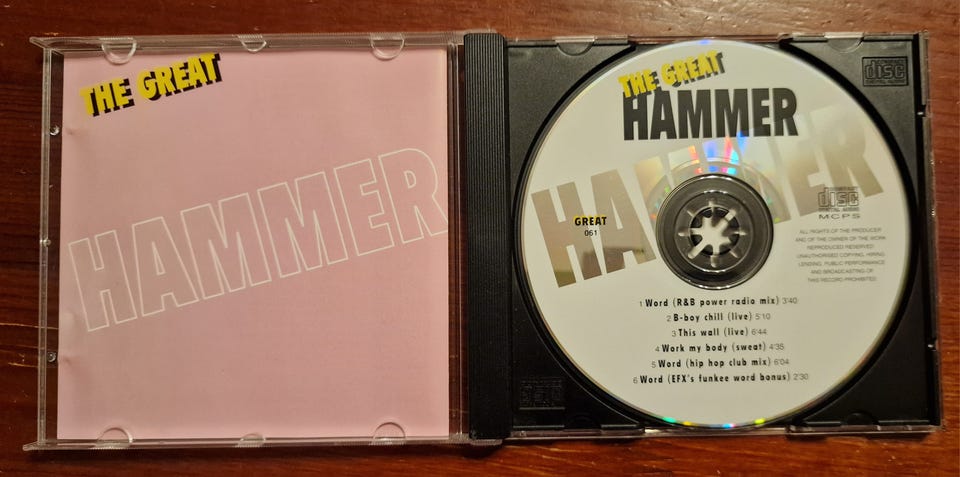 THE GREAT
HAMMER
THE GREAT
HAMMER
HAMMER
GREAT
061
COMPACT
disc
DIGITAL AUDIO
MCPS
ALL RIGHTS OF THE PRODUCER
AND OF THE OWNER OF THE WORK
REPRODUCED RESERVED
UNAUTHORISED COPYING, HIRING
LENDING, PUBLIC PERFORMANCE
AND BROADCASTING OF
THIS RECORD PROHIBITED
1 Word (R&B power radio mix) 3'40
2 B-boy chill (live) 5'10
3 This wall (live) 6'44
4 Work my body (sweat) 4'35
5 Word (hip hop club mix) 6'04
6 Word (EFX's funkee word bonus) 2'30
COMPACT
disc
DIGITAL AUDIO